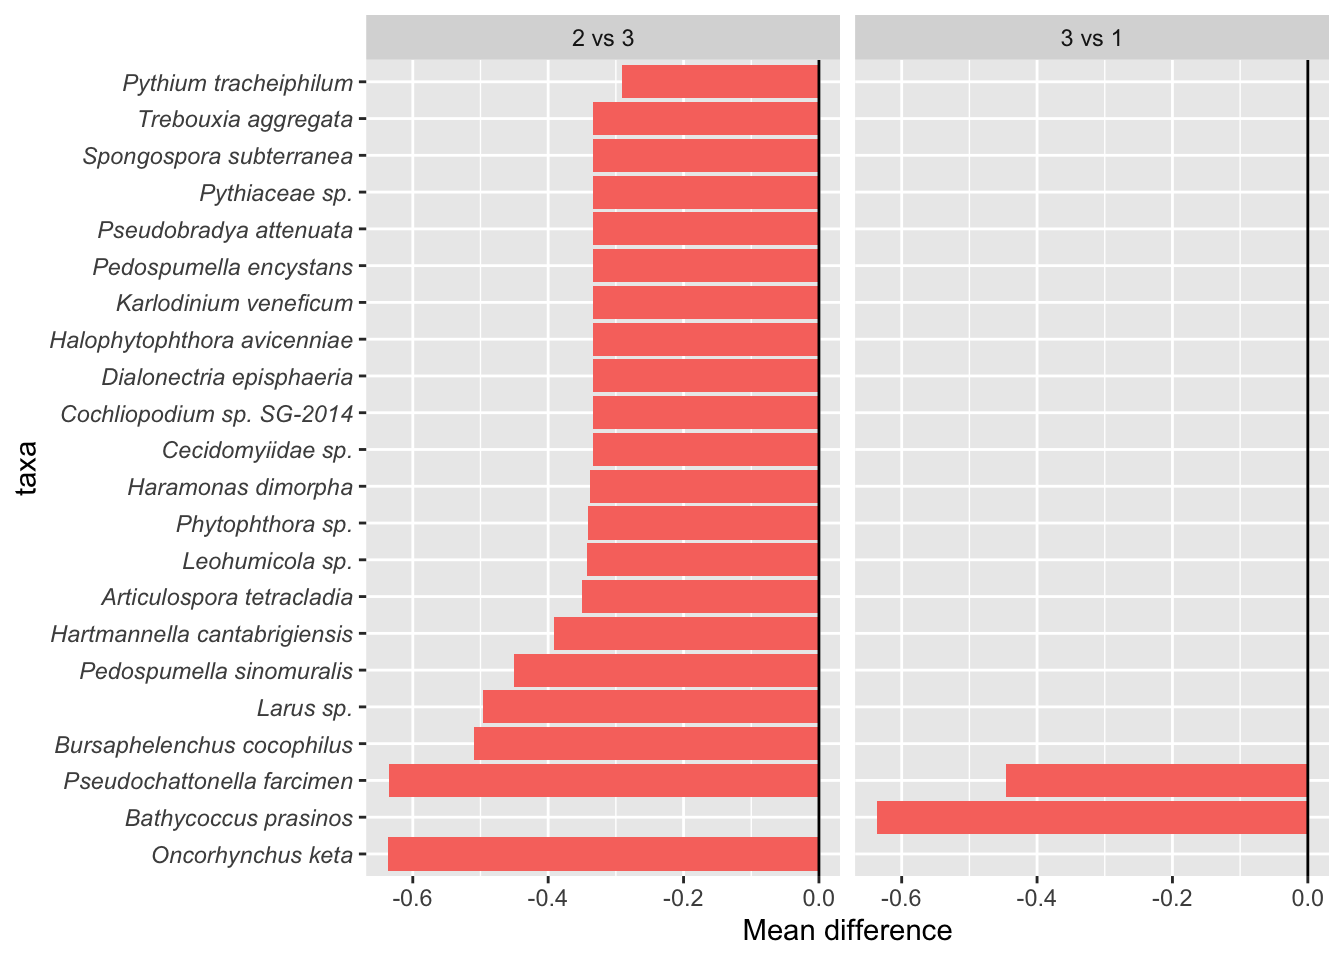 2 vs 3
3 vs 1
Pythium tracheiphilum
Trebouxia aggregata
Spongospora subterranea
Pythiaceae sp.
Pseudobradya attenuata
Pedospumella encystans
Karlodinium veneficum
Halophytophthora avicenniae
Dialonectria episphaeria
Cochliopodium sp. SG-2014
Cecidomyiidae sp.
Haramonas dimorpha
Phytophthora sp.
Leohumicola sp.
Articulospora tetracladia
Hartmannella cantabrigiensis
Pedospumella sinomuralis
Larus sp.
Bursaphelenchus cocophilus
Pseudochattonella farcimen
Bathycoccus prasinos
Oncorhynchus keta
taxa
-0.6 -0.4 -0.2 0.0
-0.6 -0.4 -0.2 0.0
Mean difference